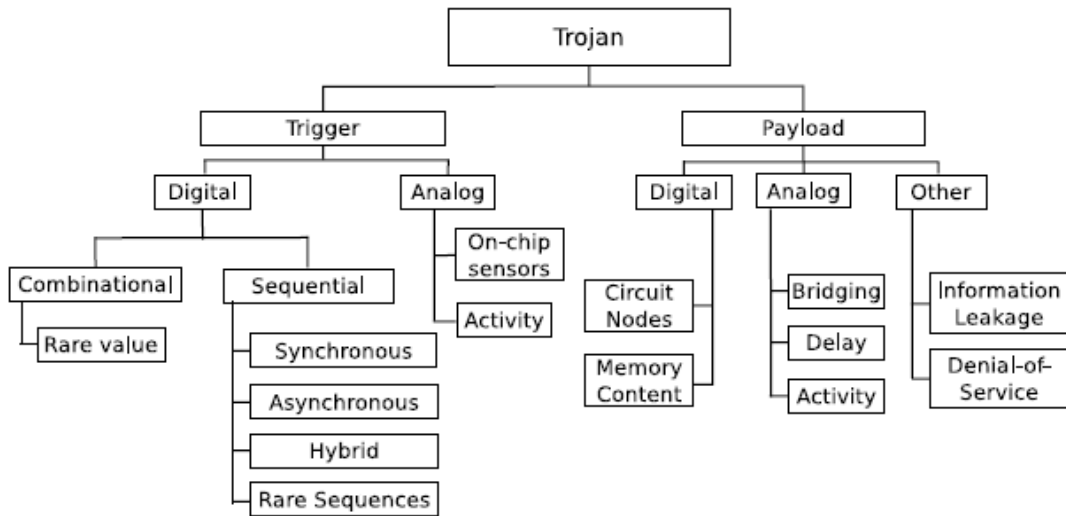 Trojan
Trigger
Payload
Digital
Analog
Digital
Analog
Other
Combinational
Rare value
Sequential
Synchronous
Asynchronous
Hybrid
Rare Sequences
On-chip
sensors
Activity
Circuit
Nodes
Memory
Content
Bridging
Delay
Activity
Information
Leakage
Denial-of-
Service